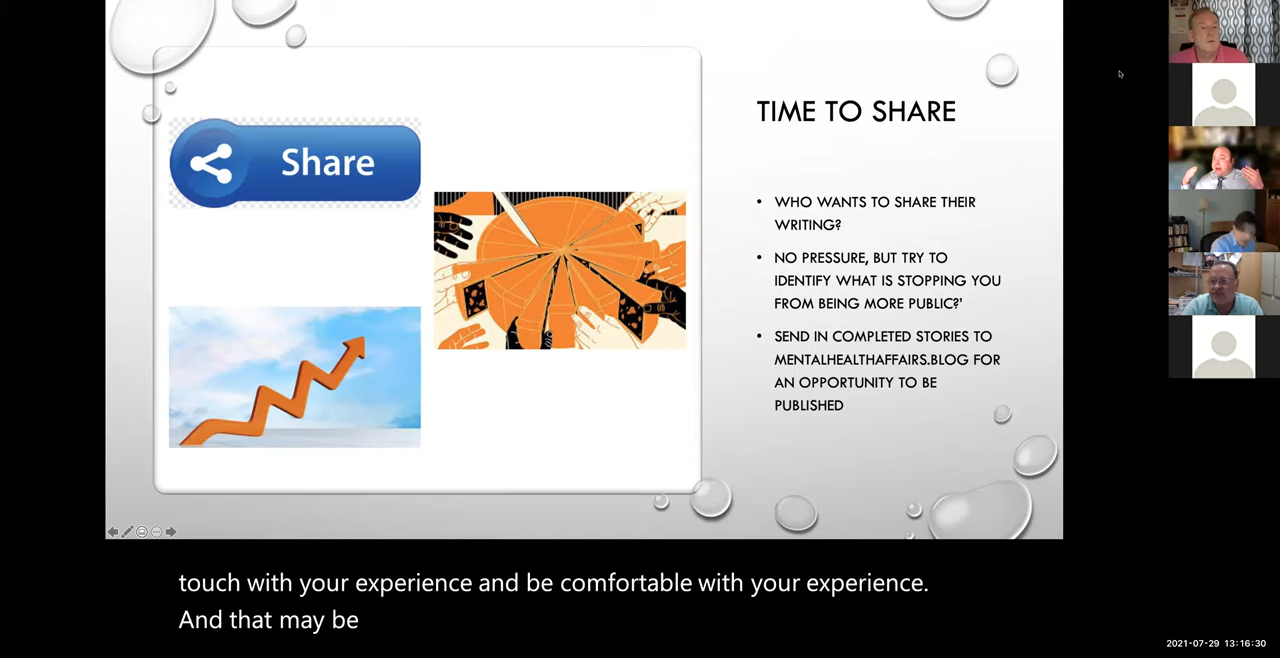 Share
TIME TO SHARE
• WHO WANTS TO SHARE THEIR
WRITING?
• NO PRESSURE, BUT TRY TO
IDENTIFY WHAT IS STOPPING YOU
FROM BEING MORE PUBLIC?'
• SEND IN COMPLETED STORIES TO
MENTALHEALTHAFFAIRS.BLOG FOR
AN OPPORTUNITY TO BE
PUBLISHED
touch with your experience and be comfortable with your experience.
And that may be
2021-07-29 13:16:30